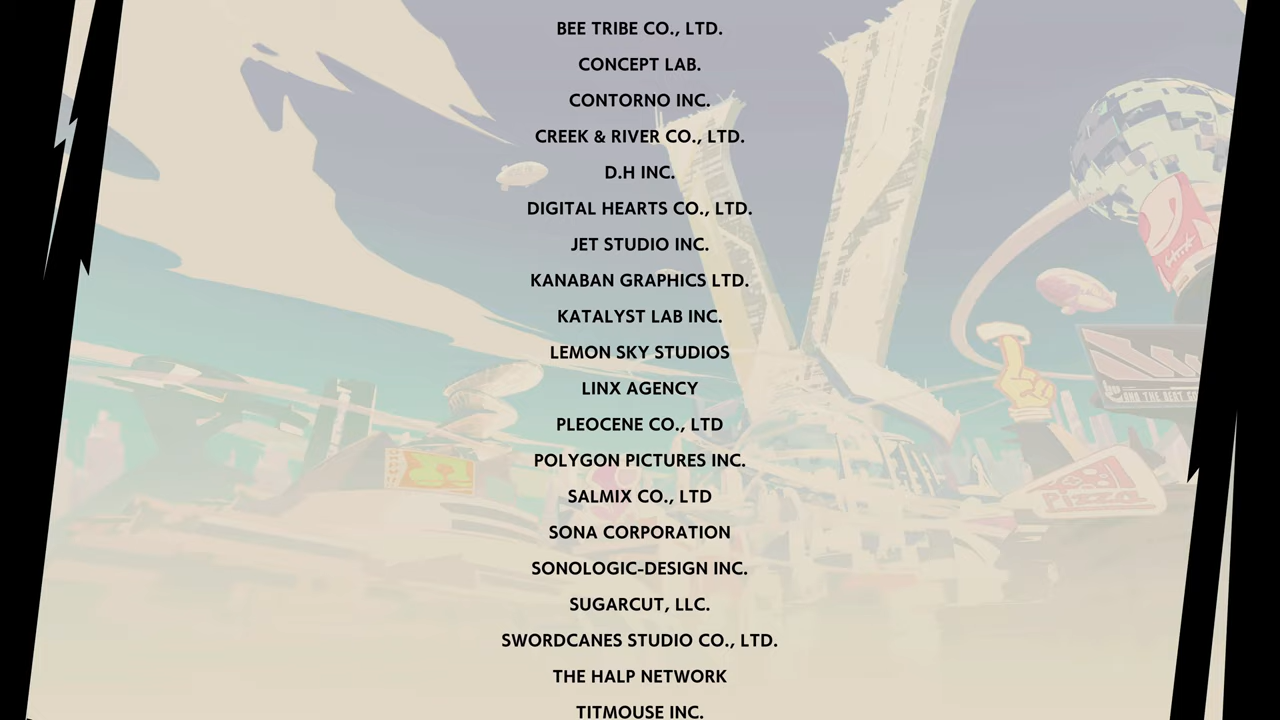 BEE TRIBE CO., LTD.
CONCEPT LAB.
CONTORNO INC.
CREEK & RIVER CO., LTD.
D.H INC.
DIGITAL HEARTS CO., LTD.
JET STUDIO INC.
KANABAN GRAPHICS LTD.
KATALYST LAB INC.
LEMON SKY STUDIOS
LINX AGENCY
PLEOCENE CO., LTD
POLYGON PICTURES INC.
SALMIX CO., LTD
SONA CORPORATION
SONOLOGIC-DESIGN INC.
SUGARCUT, LLC.
SWORDCANES STUDIO CO., LTD.
THE HALP NETWORK
TITMOUSE INC.
Pizza